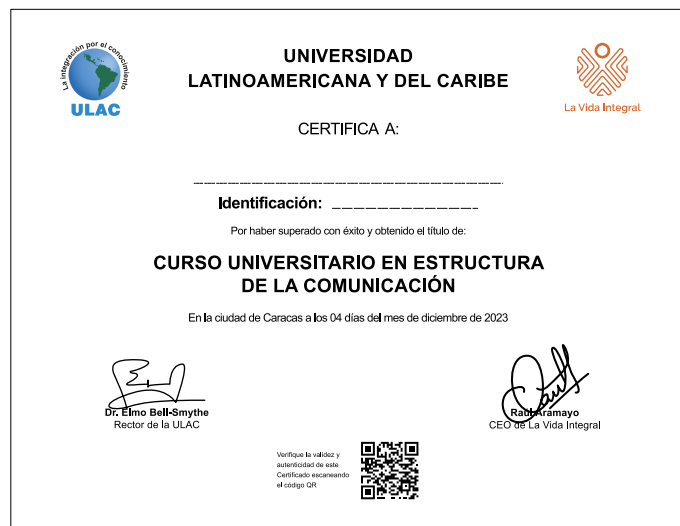 La integración por el conocimiento
ULAC
UNIVERSIDAD
LATINOAMERICANA Y DEL CARIBE
La Vida Integral
CERTIFICA A:
Identificación:
Por haber superado con éxito y obtenido el título de:
CURSO UNIVERSITARIO EN ESTRUCTURA
DE LA COMUNICACIÓN
En la ciudad de Caracas a los 04 días del mes de diciembre de 2023
Dr. Elmo Bell-Smythe
Rector de la ULAC
Raúl Aramayo
CEO de La Vida Integral
Verifique la validez y
autenticidad de este
Certificado escaneando
el código QR